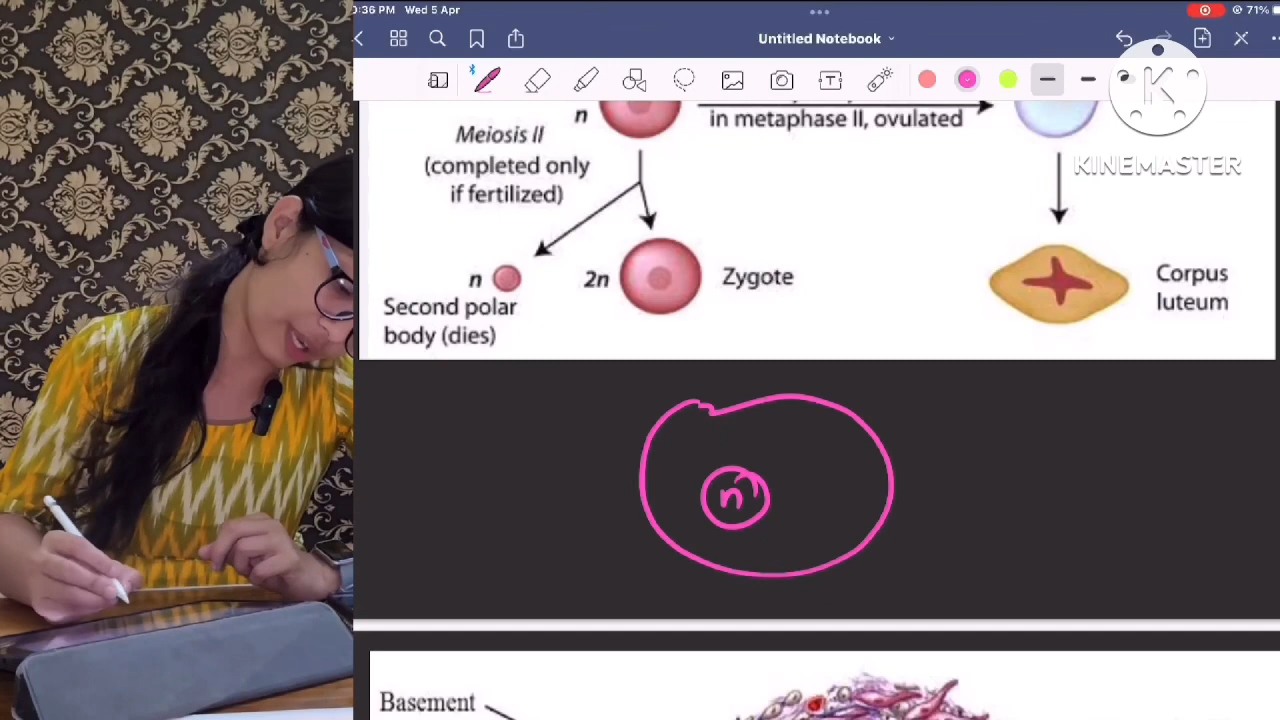 :36 PM Wed 5 Apr
71%
Untitled Notebook
n
in metaphase II, ovulated
Meiosis II
(completed only
if fertilized)
n
2n
Zygote
Second polar
body (dies)
Corpus
luteum
K
KINEMASTER
n
Basement